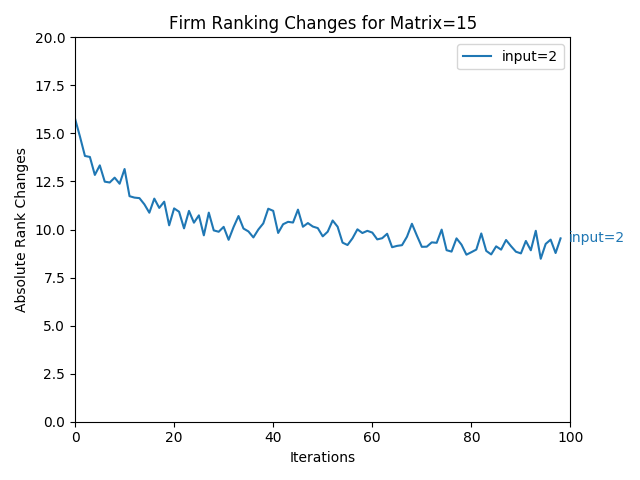 Firm Ranking Changes for Matrix=15
20.0
17.5
15.0
12.5
10.0
7.5
5.0
2.5
0.0
Absolute Rank Changes
input=2
input=2
0 20 40 60 80 100
Iterations